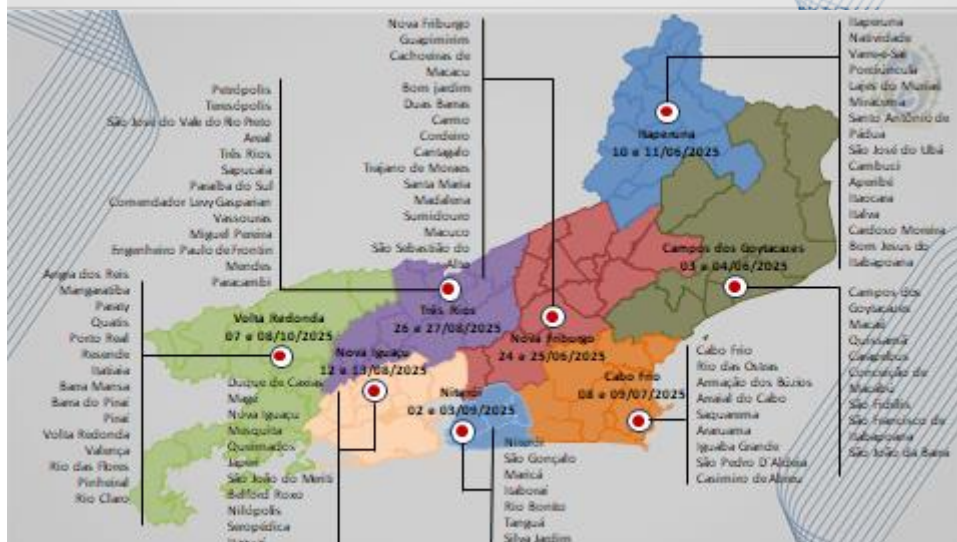 Nova Friburgo
Guapimirim
Cachoeiras de
Macacu
Bom Jardim
Duas Barras
Carmo
Cordeiro
Cantagalo
Trajano de Moraes
Santa Maria
Madalena
Sumidouro
Macuco
São Sebastião do
Alto
Petrópolis
Teresópolis
São José do Vale do Rio Preto
Areal
Três Rios
Sapucaia
Paraíba do Sul
Comendador Levy Gasparian
Vassouras
Miguel Pereira
Engenheiro Paulo de Frontin
Mendes
Paracambi
Angra dos Reis
Mangaratiba
Paraty
Quatis
Porto Real
Resende
Itatiaia
Barra Mansa
Barra do Piraí
Piraí
Volta Redonda
Valença
Rio das Flores
Pinheiral
Rio Claro
Itaperuna
10 e 11/06/2025
Campos dos Goytacazes
03 e 04/06/2025
Três Rios
26 e 27/08/2025
Volta Redonda
07 e 08/10/2025
Nova Friburgo
24 e 25/06/2025
Nova Iguaçu
12 e 13/08/2025
Cabo Frio
08 e 09/07/2025
Niterói
02 e 03/09/2025
Itaperuna
Natividade
Varre-e-Sai
Porciúncula
Lajes do Muriaé
Miracema
Santo Antônio de
Pádua
São José do Ubá
Cambuci
Aperibé
Itaocara
Italva
Cardoso Moreira
Bom Jesus do
Itabapoana
Campos dos
Goytacazes
Macaé
Quissamã
Carapebus
Conceição de
Macabu
São Fidélis
São Francisco de
Itabapoana
São João da Barra
Cabo Frio
Rio das Ostras
Armação dos Búzios
Arraial do Cabo
Saquarema
Araruama
Iguaba Grande
São Pedro D'Aldeia
Casimiro de Abreu
Duque de Caxias
Magé
Nova Iguaçu
Mesquita
Queimados
Japeri
São João do Meriti
Belford Roxo
Nilópolis
Seropédica
Niterói
São Gonçalo
Maricá
Itaboraí
Rio Bonito
Tanguá
Silva Jardim